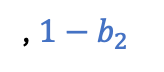 , 1 − b₂